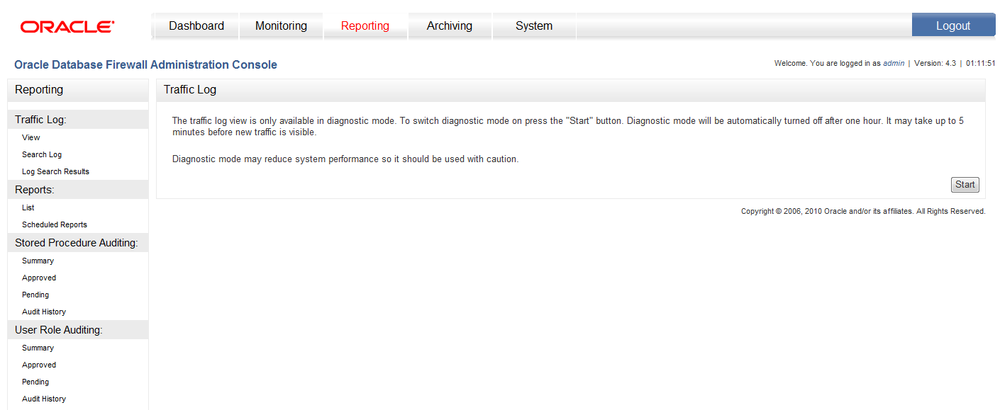 ORACLE
Dashboard Monitoring Reporting Archiving System Logout
Oracle Database Firewall Administration Console
Welcome. You are logged in as admin | Version: 4.3 | 01:11:51
Reporting
Traffic Log:
View
Search Log
Log Search Results
Reports:
List
Scheduled Reports
Stored Procedure Auditing:
Summary
Approved
Pending
Audit History
User Role Auditing:
Summary
Approved
Pending
Audit History
Traffic Log
The traffic log view is only available in diagnostic mode. To switch diagnostic mode on press the "Start" button. Diagnostic mode will be automatically turned off after one hour. It may take up to 5
minutes before new traffic is visible.
Diagnostic mode may reduce system performance so it should be used with caution.
Start
Copyright © 2006, 2010 Oracle and/or its affiliates. All Rights Reserved.